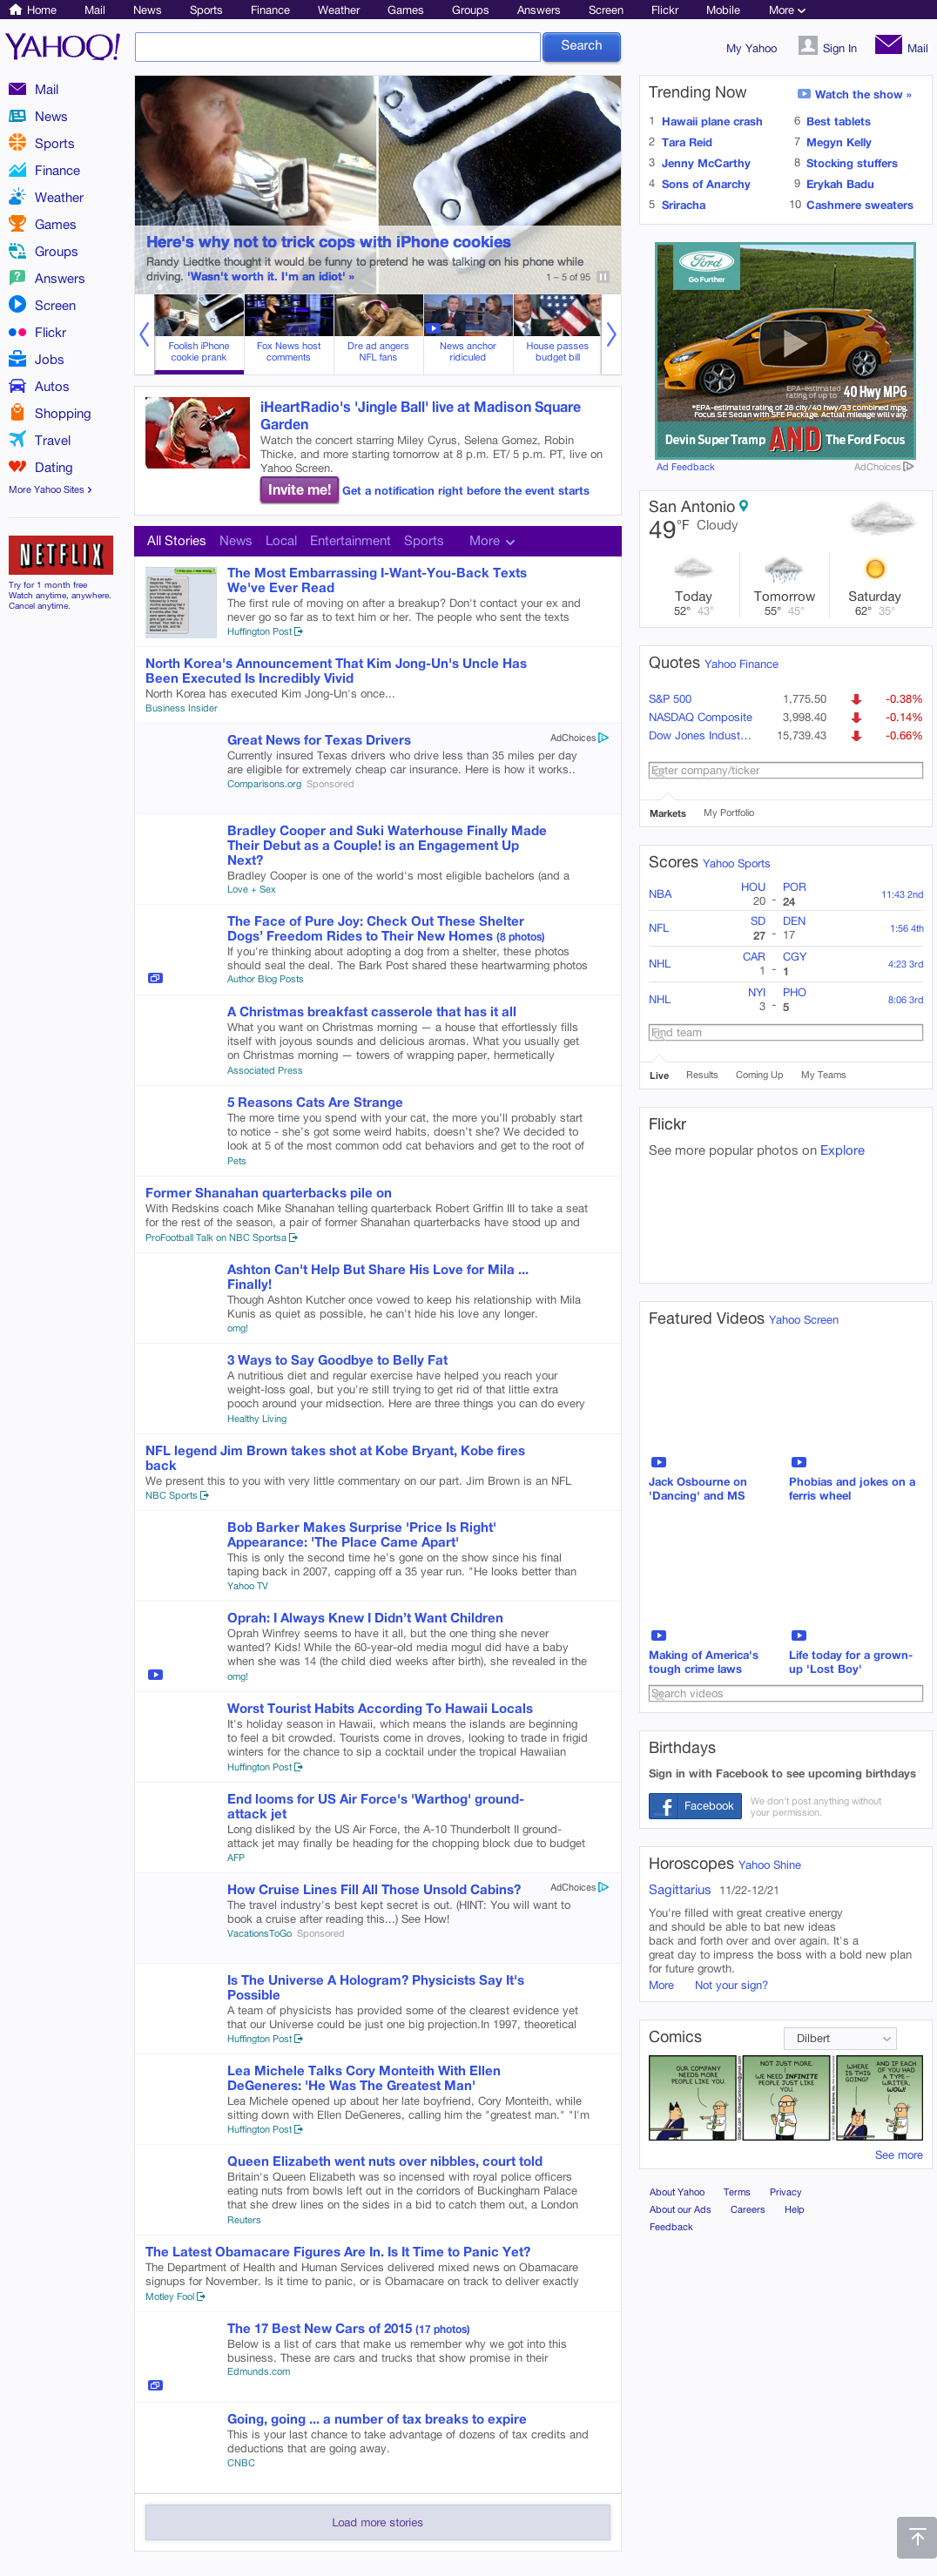 Home Mail News Sports Finance Weather Games Groups Answers Screen Flickr Mobile More
YAHOO!
Search
My Yahoo Sign In Mail
Mail
News
Sports
Finance
Weather
Games
Groups
Answers
Screen
Flickr
Jobs
Autos
Shopping
Travel
Dating
More Yahoo Sites
NETFLIX
Try for 1 month free
Watch anytime, anywhere.
Cancel anytime.
Here's why not to trick cops with iPhone cookies
Randy Liedtke thought it would be funny to pretend he was talking on his phone while
driving. 'Wasn't worth it. I'm an idiot' »
1 – 5 of 95
Foolish iPhone
cookie prank
Fox News host
comments
Dre ad angers
NFL fans
News anchor
ridiculed
House passes
budget bill
iHeartRadio's 'Jingle Ball' live at Madison Square
Garden
Watch the concert starring Miley Cyrus, Selena Gomez, Robin
Thicke, and more starting tomorrow at 8 p.m. ET/ 5 p.m. PT, live on
Yahoo Screen.
Invite me! Get a notification right before the event starts
All Stories News Local Entertainment Sports More
The Most Embarrassing I-Want-You-Back Texts
We've Ever Read
The first rule of moving on after a breakup? Don't contact your ex and
never go so far as to text him or her. The people who sent the texts
Huffington Post
North Korea's Announcement That Kim Jong-Un's Uncle Has
Been Executed Is Incredibly Vivid
North Korea has executed Kim Jong-Un's once...
Business Insider
Great News for Texas Drivers
AdChoices
Currently insured Texas drivers who drive less than 35 miles per day
are eligible for extremely cheap car insurance. Here is how it works..
Comparisons.org Sponsored
Bradley Cooper and Suki Waterhouse Finally Made
Their Debut as a Couple! is an Engagement Up
Next?
Bradley Cooper is one of the world's most eligible bachelors (and a
Love + Sex
The Face of Pure Joy: Check Out These Shelter
Dogs' Freedom Rides to Their New Homes (8 photos)
If you're thinking about adopting a dog from a shelter, these photos
should seal the deal. The Bark Post shared these heartwarming photos
Author Blog Posts
A Christmas breakfast casserole that has it all
What you want on Christmas morning — a house that effortlessly fills
itself with joyous sounds and delicious aromas. What you usually get
on Christmas morning — towers of wrapping paper, hermetically
Associated Press
5 Reasons Cats Are Strange
The more time you spend with your cat, the more you'll probably start
to notice - she's got some weird habits, doesn't she? We decided to
look at 5 of the most common odd cat behaviors and get to the root of
Pets
Former Shanahan quarterbacks pile on
With Redskins coach Mike Shanahan telling quarterback Robert Griffin III to take a seat
for the rest of the season, a pair of former Shanahan quarterbacks have stood up and
ProFootball Talk on NBC Sportsa
Ashton Can't Help But Share His Love for Mila ...
Finally!
Though Ashton Kutcher once vowed to keep his relationship with Mila
Kunis as quiet as possible, he can't hide his love any longer.
omg!
3 Ways to Say Goodbye to Belly Fat
A nutritious diet and regular exercise have helped you reach your
weight-loss goal, but you're still trying to get rid of that little extra
pooch around your midsection. Here are three things you can do every
Healthy Living
NFL legend Jim Brown takes shot at Kobe Bryant, Kobe fires
back
We present this to you with very little commentary on our part. Jim Brown is an NFL
NBC Sports
Bob Barker Makes Surprise 'Price Is Right'
Appearance: 'The Place Came Apart'
This is only the second time he's gone on the show since his final
taping back in 2007, capping off a 35 year run. "He looks better than
Yahoo TV
Oprah: I Always Knew I Didn't Want Children
Oprah Winfrey seems to have it all, but the one thing she never
wanted? Kids! While the 60-year-old media mogul did have a baby
when she was 14 (the child died weeks after birth), she revealed in the
omg!
Worst Tourist Habits According To Hawaii Locals
It's holiday season in Hawaii, which means the islands are beginning
to feel a bit crowded. Tourists come in droves, looking to trade in frigid
winters for the chance to sip a cocktail under the tropical Hawaiian
Huffington Post
End looms for US Air Force's 'Warthog' ground-
attack jet
Long disliked by the US Air Force, the A-10 Thunderbolt II ground-
attack jet may finally be heading for the chopping block due to budget
AFP
How Cruise Lines Fill All Those Unsold Cabins?
AdChoices
The travel industry's best kept secret is out. (HINT: You will want to
book a cruise after reading this...) See How!
VacationsToGo Sponsored
Is The Universe A Hologram? Physicists Say It's
Possible
A team of physicists has provided some of the clearest evidence yet
that our Universe could be just one big projection.In 1997, theoretical
Huffington Post
Lea Michele Talks Cory Monteith With Ellen
DeGeneres: 'He Was The Greatest Man'
Lea Michele opened up about her late boyfriend, Cory Monteith, while
sitting down with Ellen DeGeneres, calling him the "greatest man." "I'm
Huffington Post
Queen Elizabeth went nuts over nibbles, court told
Britain's Queen Elizabeth was so incensed with royal police officers
eating nuts from bowls left out in the corridors of Buckingham Palace
that she drew lines on the sides in a bid to catch them out, a London
Reuters
The Latest Obamacare Figures Are In. Is It Time to Panic Yet?
The Department of Health and Human Services delivered mixed news on Obamacare
signups for November. Is it time to panic, or is Obamacare on track to deliver exactly
Motley Fool
The 17 Best New Cars of 2015 (17 photos)
Below is a list of cars that make us remember why we got into this
business. These are cars and trucks that show promise in their
Edmunds.com
Going, going ... a number of tax breaks to expire
This is your last chance to take advantage of dozens of tax credits and
deductions that are going away.
CNBC
Load more stories
Trending Now
Watch the show »
1 Hawaii plane crash
2 Tara Reid
3 Jenny McCarthy
4 Sons of Anarchy
5 Sriracha
6 Best tablets
7 Megyn Kelly
8 Stocking stuffers
9 Erykah Badu
10 Cashmere sweaters
Ford
Go Further
EPA-estimated
rating of up to 40 Hwy MPG
*EPA-estimated rating of 28 city/40 hwy/33 combined mpg,
Focus SE Sedan with SFE Package. Actual mileage will vary.
Devin Super Tramp AND The Ford Focus
Ad Feedback
AdChoices
San Antonio
49°F Cloudy
Today
52° 43°
Tomorrow
55° 45°
Saturday
62° 35°
Quotes Yahoo Finance
S&P 500 1,775.50 -0.38%
NASDAQ Composite 3,998.40 -0.14%
Dow Jones Indust… 15,739.43 -0.66%
Enter company/ticker
Markets My Portfolio
Scores Yahoo Sports
NBA HOU 20 - POR 24 11:43 2nd
NFL SD 27 - DEN 17 1:56 4th
NHL CAR 1 - CGY 1 4:23 3rd
NHL NYI 3 - PHO 5 8:06 3rd
Find team
Live Results Coming Up My Teams
Flickr
See more popular photos on Explore
Featured Videos Yahoo Screen
Jack Osbourne on
'Dancing' and MS
Phobias and jokes on a
ferris wheel
Making of America's
tough crime laws
Life today for a grown-
up 'Lost Boy'
Search videos
Birthdays
Sign in with Facebook to see upcoming birthdays
f Facebook
We don't post anything without
your permission.
Horoscopes Yahoo Shine
Sagittarius 11/22-12/21
You're filled with great creative energy
and should be able to bat new ideas
back and forth over and over again. It's a
great day to impress the boss with a bold new plan
for future growth.
More Not your sign?
Comics
Dilbert
OUR COMPANY
NEEDS MORE
PEOPLE LIKE YOU.
NOT JUST MORE.
WE NEED INFINITE
PEOPLE JUST LIKE
YOU.
WHERE
IS THIS
GOING?
AND IF EACH
OF YOU HAD
A TYPE-
WRITER,
WOW!
See more
About Yahoo Terms Privacy
About our Ads Careers Help
Feedback